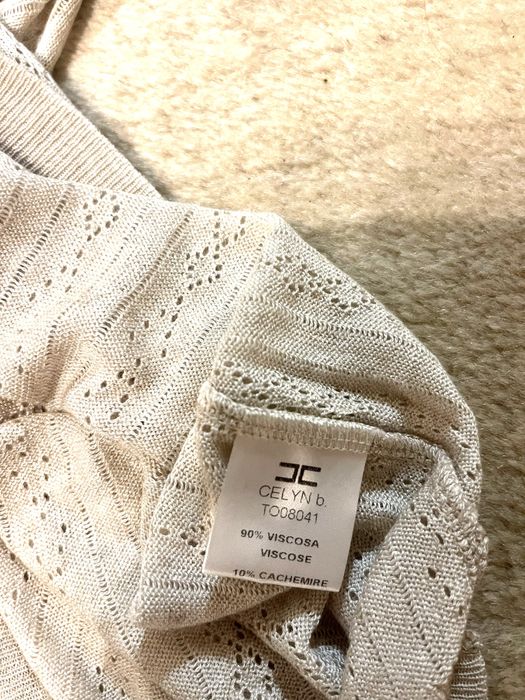 CELYN b.
TO08041
90% VISCOSA
VISCOSE
10% CACHEMIRE